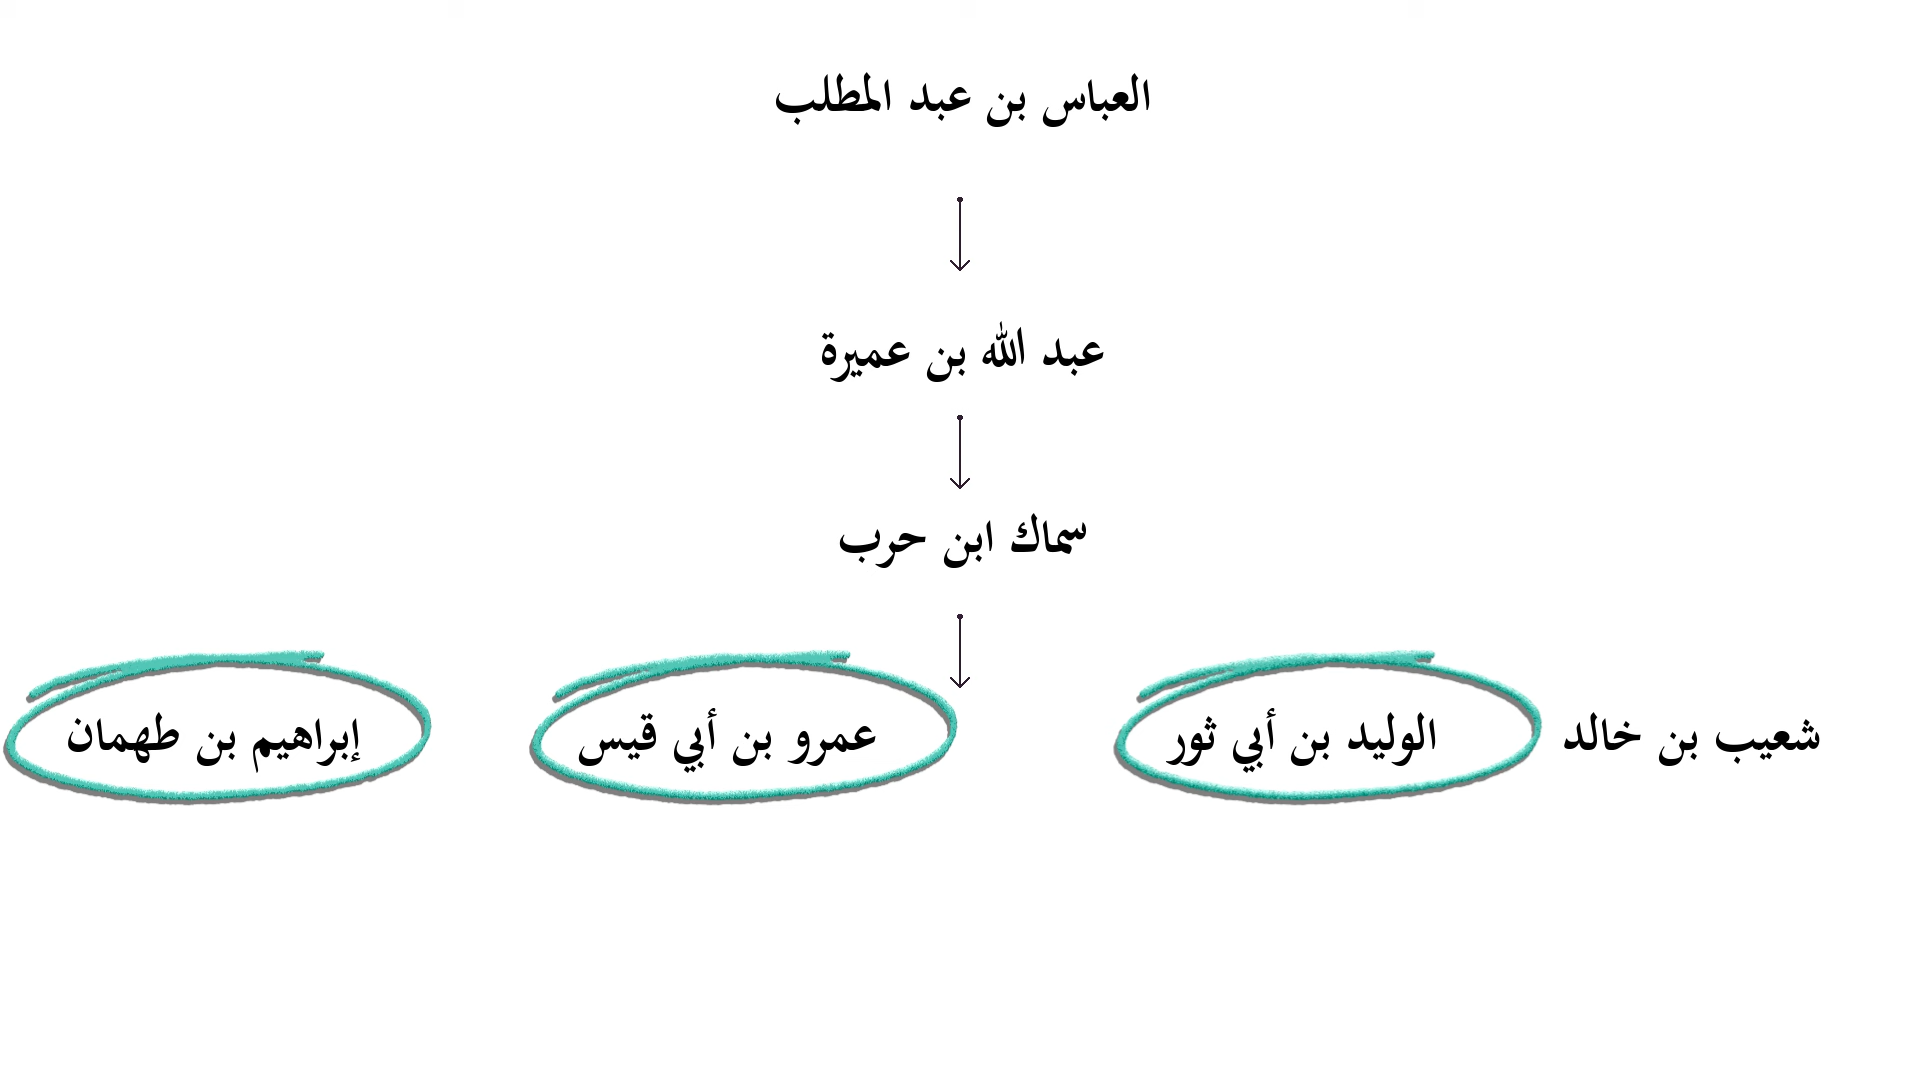 العباس بن عبد المطلب
عبد الله بن عميرة
سماك ابن حرب
شعيب بن خالد الوليد بن أبي ثور عمرو بن أبي قيس إبراهيم بن طهمان